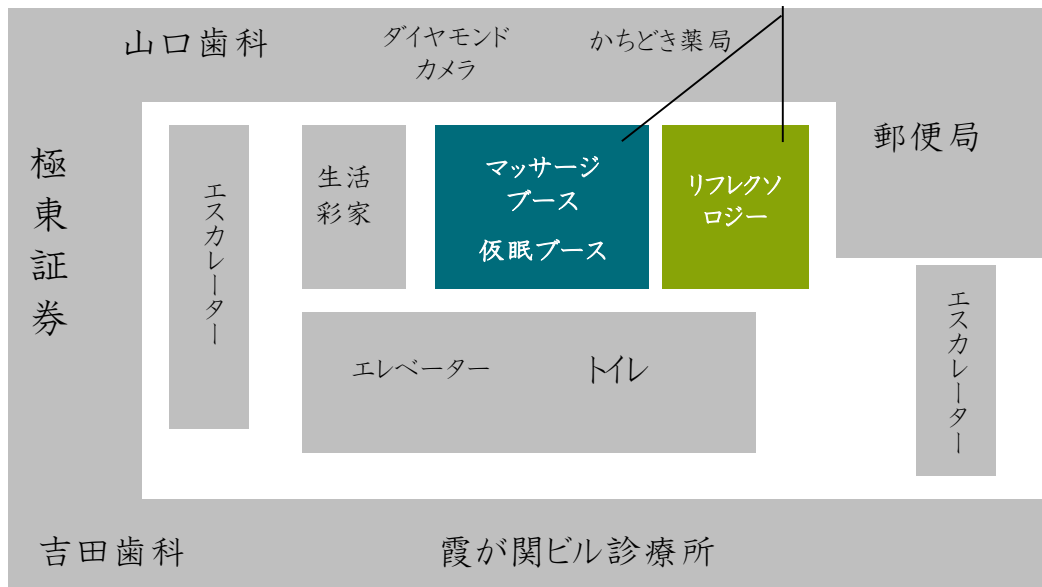 山口歯科
ダイヤモンド
カメラ
かちどき薬局
郵便局
極東証券
エスカレーター
生活
彩家
マッサージ
ブース
仮眠ブース
リフレクソ
ロジー
エスカレーター
エレベーター
トイレ
吉田歯科
霞が関ビル診療所